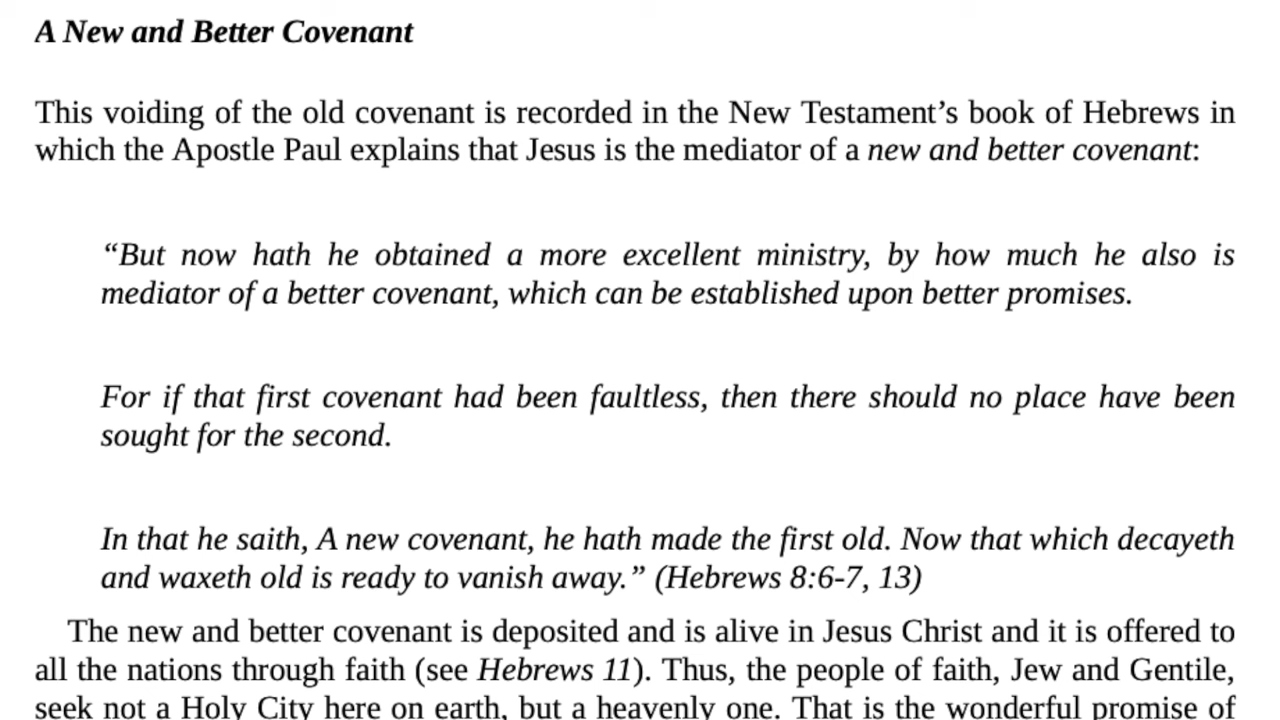 A New and Better Covenant
This voiding of the old covenant is recorded in the New Testament’s book of Hebrews in
which the Apostle Paul explains that Jesus is the mediator of a new and better covenant:
“But now hath he obtained a more excellent ministry, by how much he also is
mediator of a better covenant, which can be established upon better promises.
For if that first covenant had been faultless, then there should no place have been
sought for the second.
In that he saith, A new covenant, he hath made the first old. Now that which decayeth
and waxeth old is ready to vanish away.” (Hebrews 8:6-7, 13)
The new and better covenant is deposited and is alive in Jesus Christ and it is offered to
all the nations through faith (see Hebrews 11). Thus, the people of faith, Jew and Gentile,
seek not a Holy City here on earth, but a heavenly one. That is the wonderful promise of